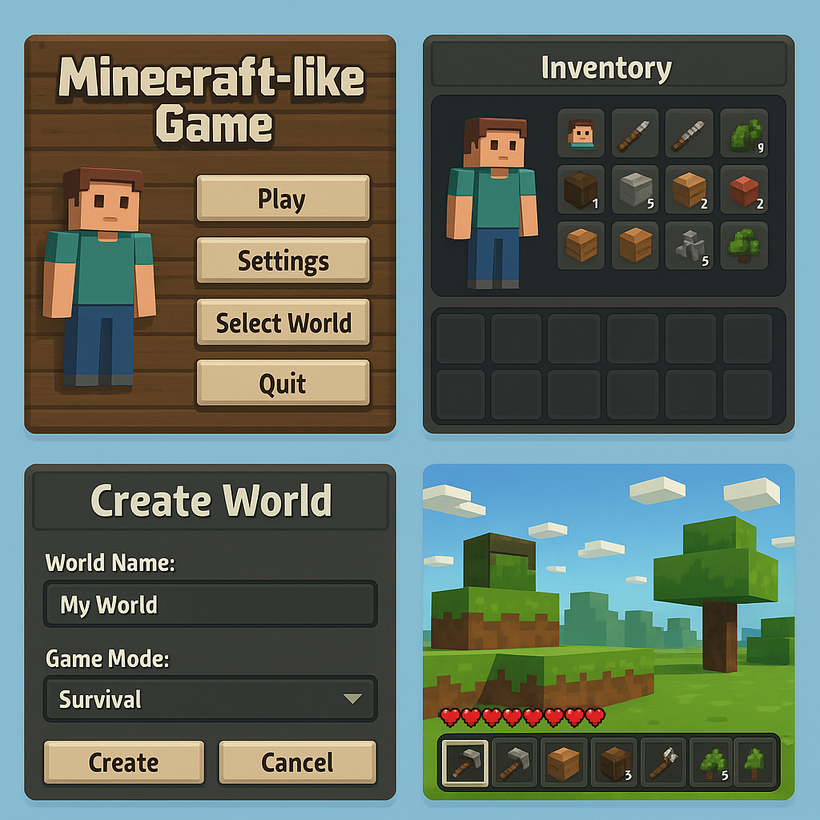 Minecraft-like
Game
Play
Settings
Select World
Quit
Inventory
9
1 5 2 2
5
Create World
World Name:
My World
Game Mode:
Survival
Create Cancel
3 5